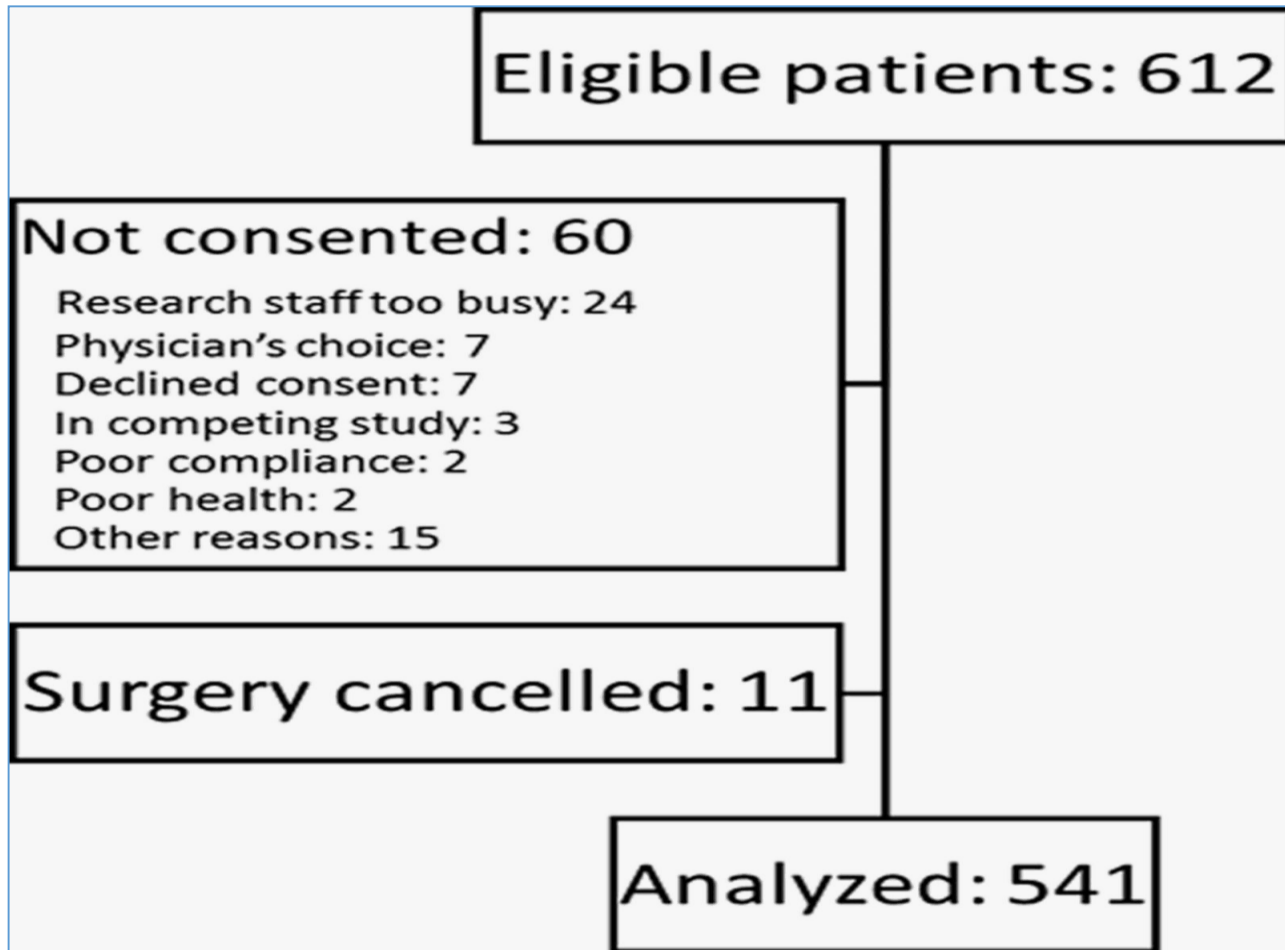 Eligible patients: 612
Not consented: 60
Research staff too busy: 24
Physician’s choice: 7
Declined consent: 7
In competing study: 3
Poor compliance: 2
Poor health: 2
Other reasons: 15
Surgery cancelled: 11
Analyzed: 541